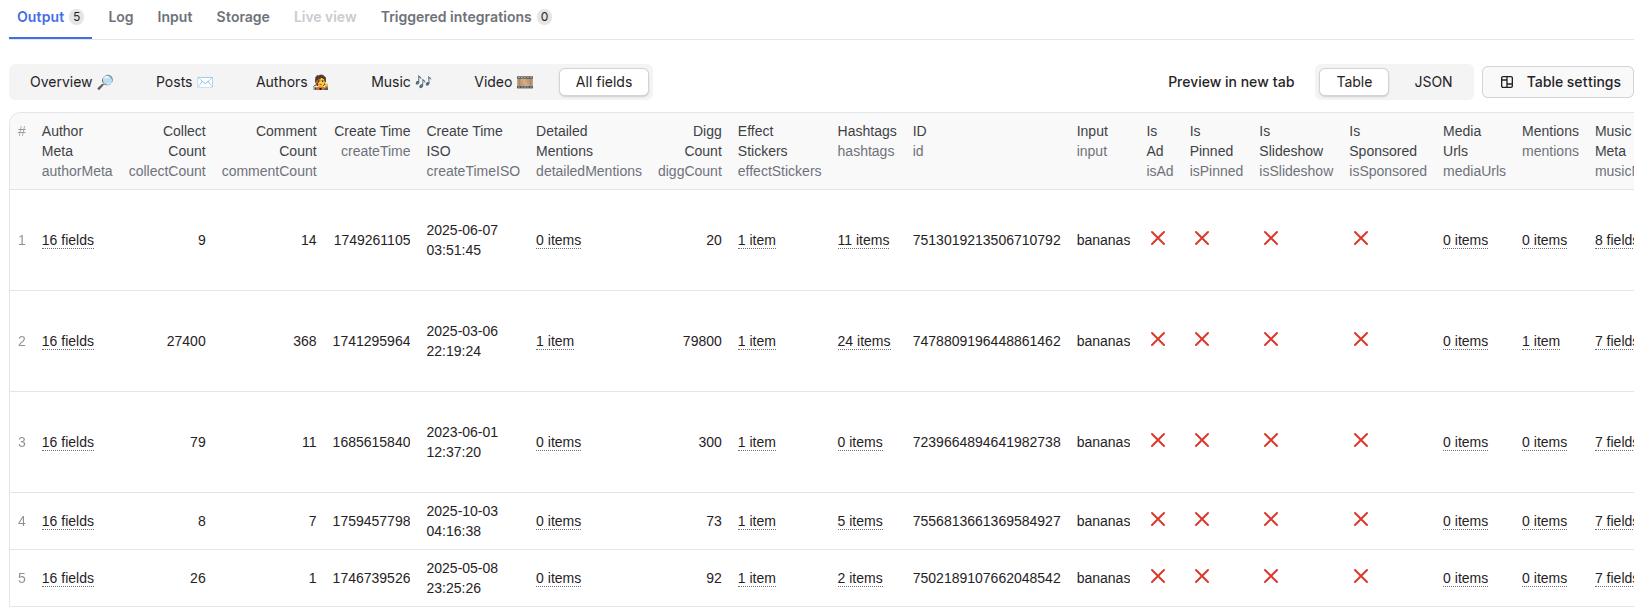 Output 5 Log Input Storage Live view Triggered integrations 0
Overview 🔎 Posts ✉️ Authors 🧑‍🎤 Music 🎶 Video 🎞️ All fields Preview in new tab Table JSON Table settings
# Author Meta authorMeta Collect Count collectCount Comment Count commentCount Create Time createTime Create Time ISO createTimeISO Detailed Mentions detailedMentions Digg Count diggCount Effect Stickers effectStickers Hashtags hashtags ID id Input input Is Ad isAd Is Pinned isPinned Is Slideshow isSlideshow Is Sponsored isSponsored Media Urls mediaUrls Mentions mentions Music Meta
1 16 fields 9 14 1749261105 2025-06-07 03:51:45 0 items 20 1 item 11 items 7513019213506710792 bananas 0 items 0 items 8 fields
2 16 fields 27400 368 1741295964 2025-03-06 22:19:24 1 item 79800 1 item 24 items 7478809196448861462 bananas 0 items 1 item 7 fields
3 16 fields 79 11 1685615840 2023-06-01 12:37:20 0 items 300 1 item 0 items 7239664894641982738 bananas 0 items 0 items 7 fields
4 16 fields 8 7 1759457798 2025-10-03 04:16:38 0 items 73 1 item 5 items 7556813661369584927 bananas 0 items 0 items 7 fields
5 16 fields 26 1 1746739526 2025-05-08 23:25:26 0 items 92 1 item 2 items 7502189107662048542 bananas 0 items 0 items 7 fields